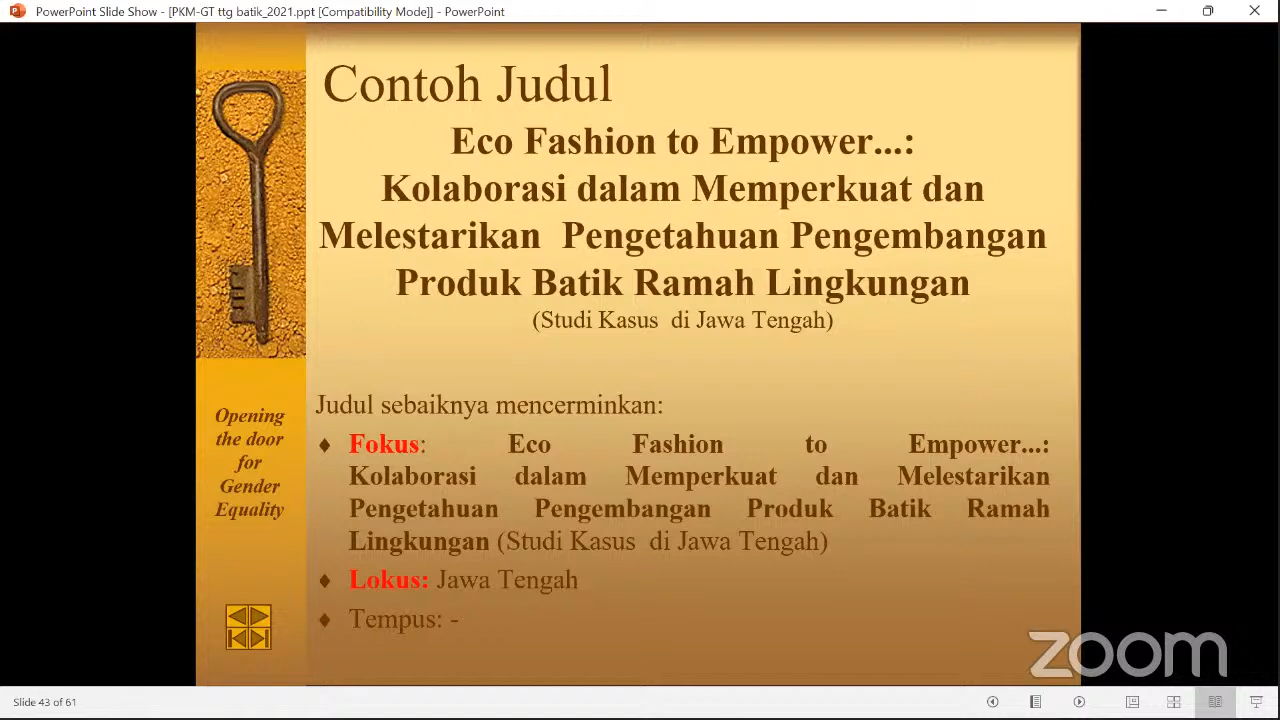 PowerPoint Slide Show - [PKM-GT ttg batik_2021.ppt [Compatibility Mode]] - PowerPoint
Contoh Judul
Eco Fashion to Empower...:
Kolaborasi dalam Memperkuat dan
Melestarikan Pengetahuan Pengembangan
Produk Batik Ramah Lingkungan
(Studi Kasus di Jawa Tengah)
Opening
the door
for
Gender
Equality
Judul sebaiknya mencerminkan:
Fokus: Eco Fashion to Empower...:
Kolaborasi dalam Memperkuat dan Melestarikan
Pengetahuan Pengembangan Produk Batik Ramah
Lingkungan (Studi Kasus di Jawa Tengah)
Lokus: Jawa Tengah
Tempus: -
zoom
Slide 43 of 61